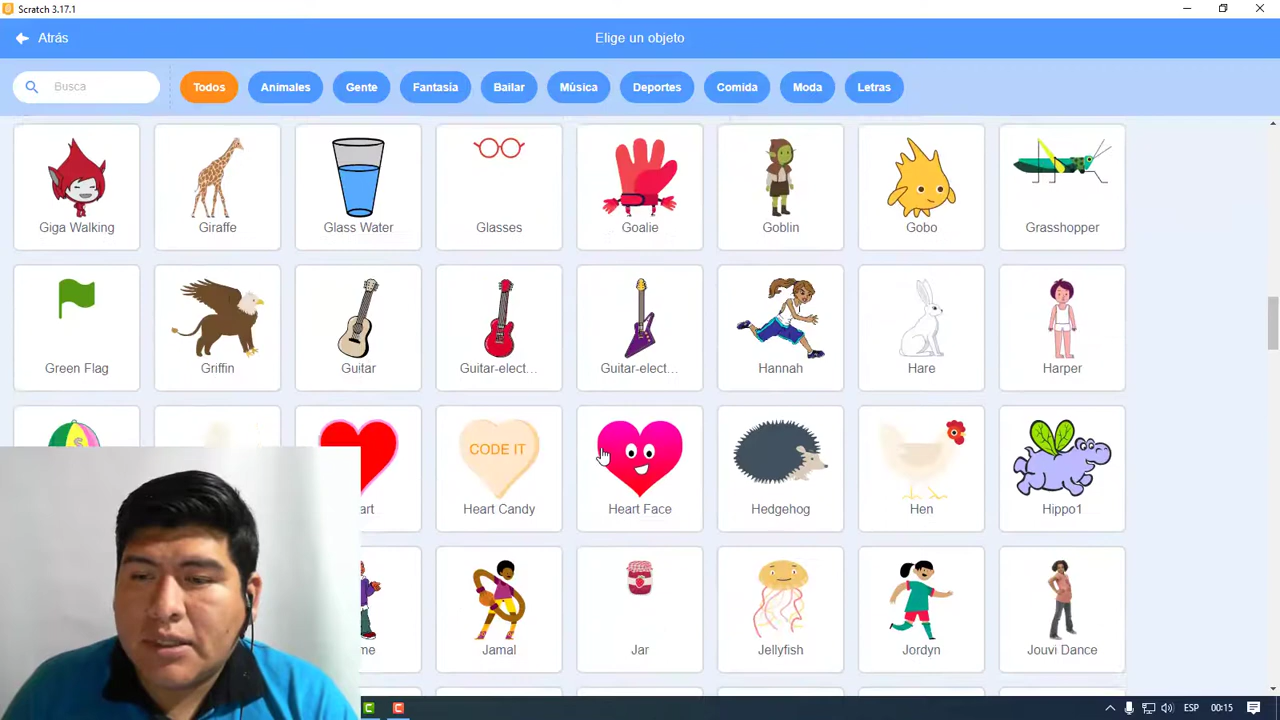 Scratch 3.17.1
Atrás
Elige un objeto
Busca
Todos
Animales
Gente
Fantasía
Bailar
Música
Deportes
Comida
Moda
Letras
Giga Walking
Giraffe
Glass Water
Glasses
Goalie
Goblin
Gobo
Grasshopper
Green Flag
Griffin
Guitar
Guitar-elect...
Guitar-elect...
Hannah
Hare
Harper
CODE IT
art
Heart Candy
Heart Face
Hedgehog
Hen
Hippo1
me
Jamal
Jar
Jellyfish
Jordyn
Jouvi Dance
ESP
00:15